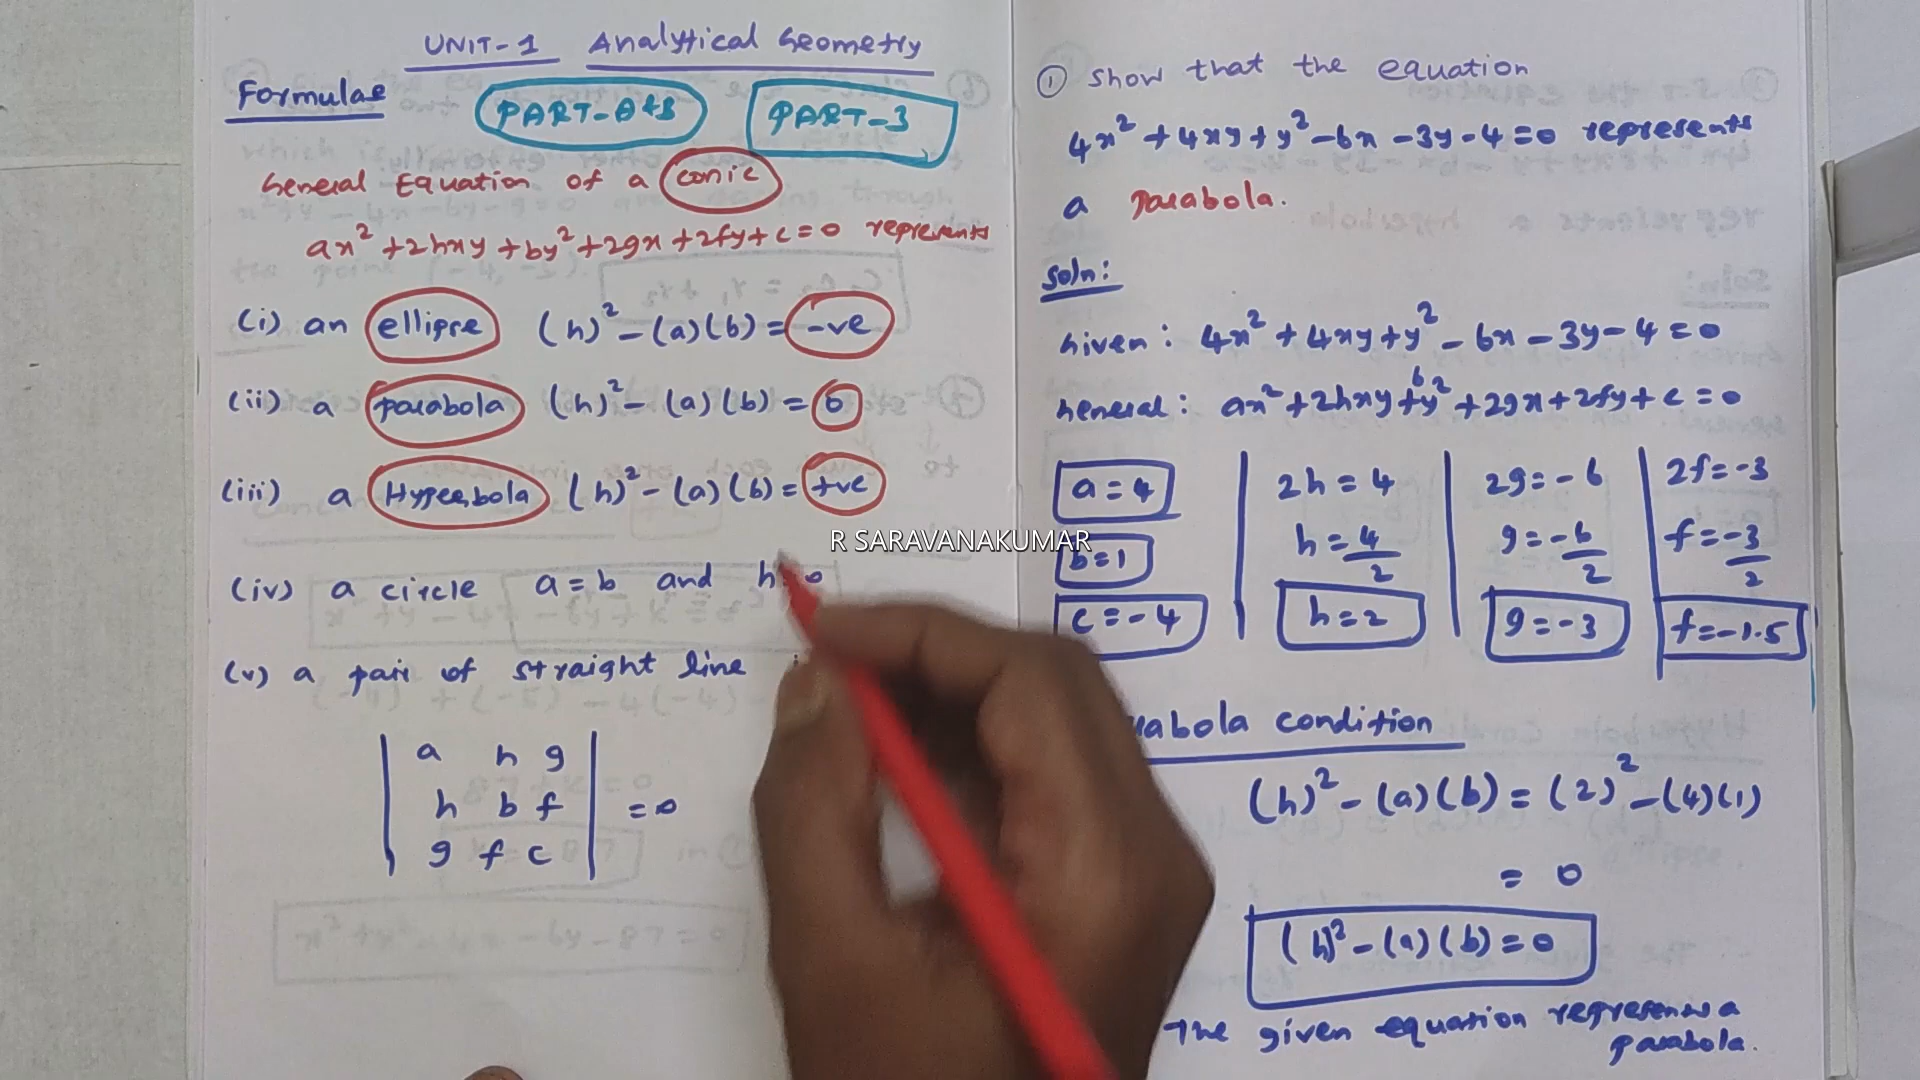 UNIT-1 Analytical Geometry
Formulae
PART-A&B
PART-3
General Equation of a conic
ax² + 2hxy + by² + 2gx + 2fy + c = 0 represents
(i) an ellipse (h)² - (a)(b) = -ve
(ii) a parabola (h)² - (a)(b) = 0
(iii) a Hyperbola (h)² - (a)(b) = +ve
(iv) a circle a = b and h = 0
(v) a pair of straight line
a h g
h b f = 0
g f c
① Show that the equation
4x² + 4xy + y² - 6x - 3y - 4 = 0 represents
a parabola.
Soln:
Given: 4x² + 4xy + y² - 6x - 3y - 4 = 0
General: ax² + 2hxy + by² + 2gx + 2fy + c = 0
a = 4
b = 1
c = -4
2h = 4
h = 4/2
h = 2
2g = -6
g = -6/2
g = -3
2f = -3
f = -3/2
f = -1.5
condition
(h)² - (a)(b) = (2)² - (4)(1)
= 0
(h)² - (a)(b) = 0
The given equation represents a
parabola.
R SARAVANAKUMAR